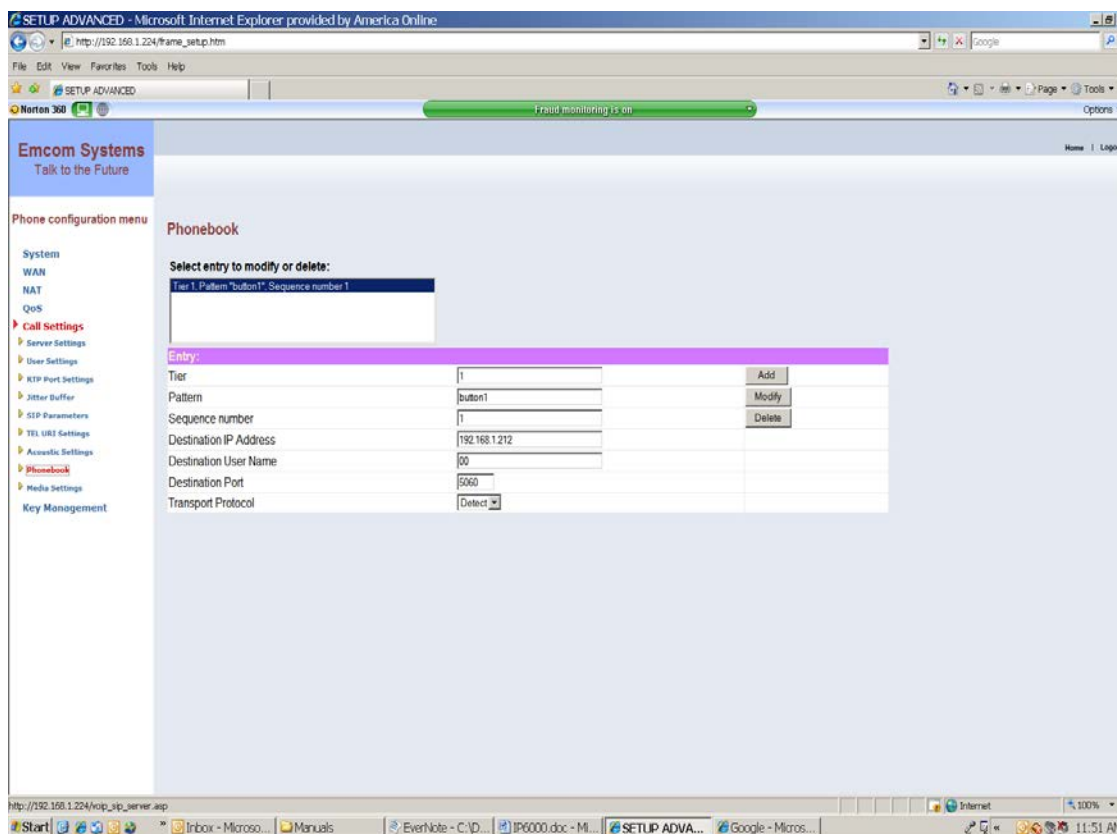 SETUP ADVANCED - Microsoft Internet Explorer provided by America Online
http://192.168.1.224/frame_setup.htm
Google
File Edit View Favorites Tools Help
SETUP ADVANCED
Page Tools
Norton 360
Fraud monitoring is on
Options
Emcom Systems
Talk to the Future
Home | Logo
Phone configuration menu
System
WAN
NAT
QoS
Call Settings
Server Settings
User Settings
RTP Port Settings
Jitter Buffer
SIP Parameters
TEL URI Settings
Acoustic Settings
Phonebook
Media Settings
Key Management
Phonebook
Select entry to modify or delete:
Tier 1, Pattern "button1", Sequence number 1
Entry:
Tier 1 Add
Pattern button1 Modify
Sequence number 1 Delete
Destination IP Address 192.168.1.212
Destination User Name 00
Destination Port 5060
Transport Protocol Detect
http://192.168.1.224/voip_sip_server.asp
Internet
100%
Start
Inbox - Microso...
Manuals
EverNote - C:\D...
IP6000.doc - Mi...
SETUP ADVA...
Google - Micros...
11:51 AM